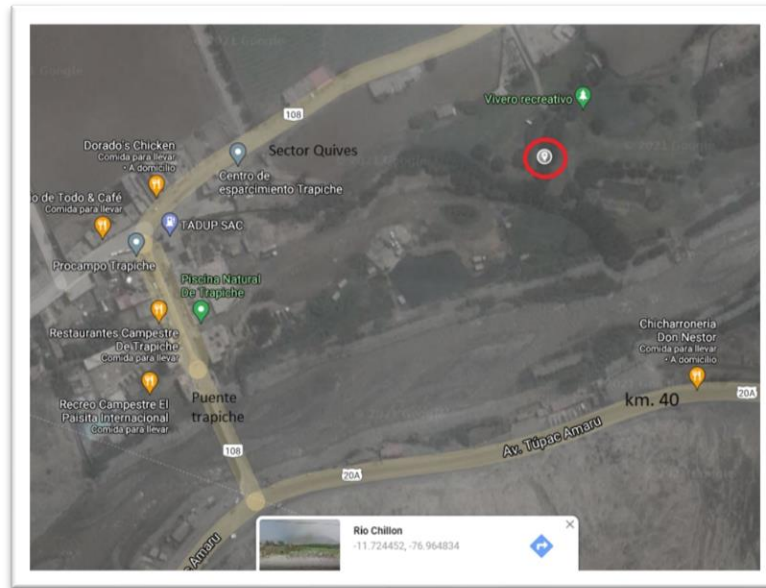 108
Vivero recreativo
Dorado's Chicken
Comida para llevar
• A domicilio
Sector Quives
Centro de
esparcimiento Trapiche
o de Todo & Café
Comida para llevar
TADUP SAC
Procampo Trapiche
Piscina Natural
De Trapiche
Restaurantes Campestre
De Trapiche
Comida para llevar
Chicharroneria
Don Nestor
Comida para llevar
• A domicilio
Recreo Campestre El
Paisita Internacional
Comida para llevar
Puente
trapiche
km. 40
20A
Av. Túpac Amaru
108
20A
Amaru
Rio Chillon
-11.724452, -76.964834